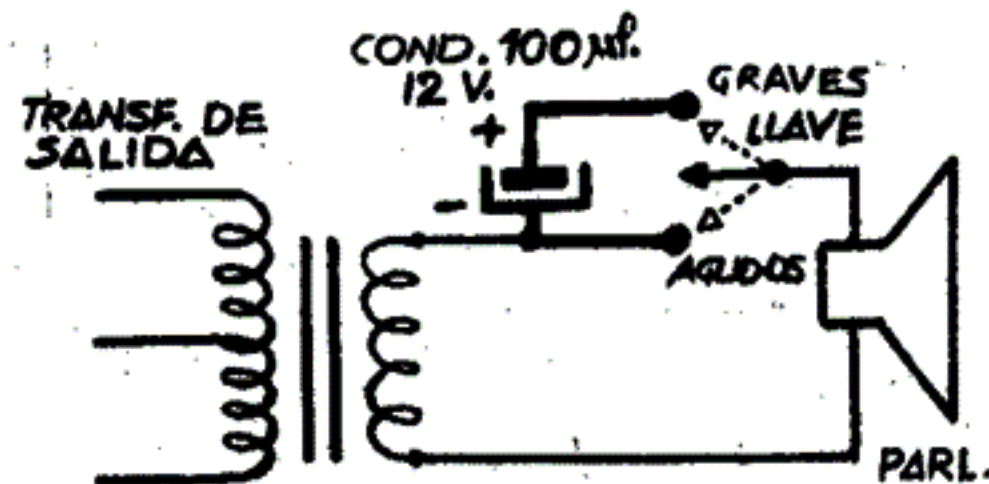 COND. 100 µf.
12 V.
+
-
TRANSF. DE
SALIDA
GRAVES
LLAVE
AGUDOS
PARL.